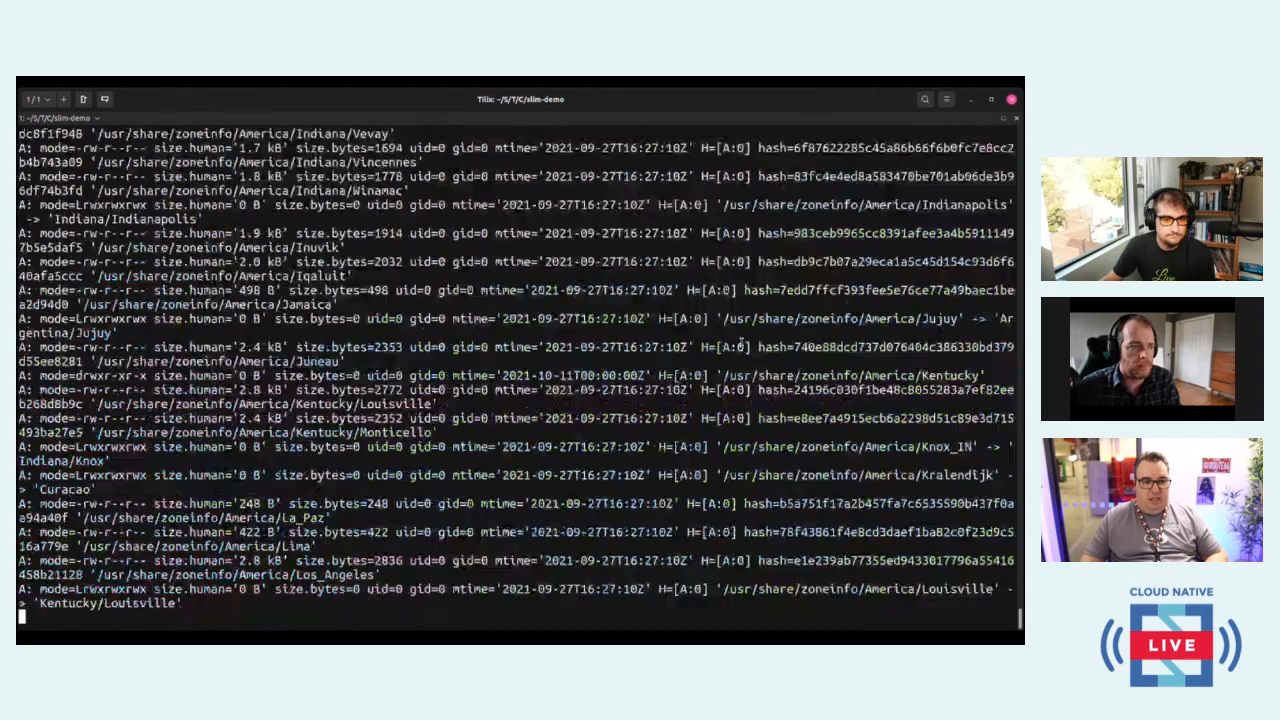 1/1
Tilix: ~/S/T/C/slim-demo
1: ~/S/T/C/slim-demo
dc8f1f948 '/usr/share/zoneinfo/America/Indiana/Vevay'
A: mode=-rw-r--r-- size.human='1.7 kB' size.bytes=1694 uid=0 gid=0 mtime='2021-09-27T16:27:10Z' H=[A:0] hash=6f87622285c45a86b66f6b0fc7e8cc2
b4b743a09 '/usr/share/zoneinfo/America/Indiana/Vincennes'
A: mode=-rw-r--r-- size.human='1.8 kB' size.bytes=1778 uid=0 gid=0 mtime='2021-09-27T16:27:10Z' H=[A:0] hash=83fc4e4ed8a583470be701ab96de3b9
6df74b3fd '/usr/share/zoneinfo/America/Indiana/Winamac'
A: mode=Lrwxrwxrwx size.human='0 B' size.bytes=0 uid=0 gid=0 mtime='2021-09-27T16:27:10Z' H=[A:0] '/usr/share/zoneinfo/America/Indianapolis'
-> 'Indiana/Indianapolis'
A: mode=-rw-r--r-- size.human='1.9 kB' size.bytes=1914 uid=0 gid=0 mtime='2021-09-27T16:27:10Z' H=[A:0] hash=983ceb9965cc8391afee3a4b5911149
7b5e5daf5 '/usr/share/zoneinfo/America/Inuvik'
A: mode=-rw-r--r-- size.human='2.0 kB' size.bytes=2032 uid=0 gid=0 mtime='2021-09-27T16:27:10Z' H=[A:0] hash=db9c7b07a29eca1a5c45d154c93d6f6
40afa5ccc '/usr/share/zoneinfo/America/Iqaluit'
A: mode=-rw-r--r-- size.human='498 B' size.bytes=498 uid=0 gid=0 mtime='2021-09-27T16:27:10Z' H=[A:0] hash=7edd7ffcf393fee5e76ce77a49baec1be
a2d94d0 '/usr/share/zoneinfo/America/Jamaica'
A: mode=Lrwxrwxrwx size.human='0 B' size.bytes=0 uid=0 gid=0 mtime='2021-09-27T16:27:10Z' H=[A:0] '/usr/share/zoneinfo/America/Jujuy' -> 'Ar
gentina/Jujuy'
A: mode=-rw-r--r-- size.human='2.4 kB' size.bytes=2353 uid=0 gid=0 mtime='2021-09-27T16:27:10Z' H=[A:0] hash=740e88dcd737d076404c386330bd379
d55ee8281 '/usr/share/zoneinfo/America/Juneau'
A: mode=drwxr-xr-x size.human='0 B' size.bytes=0 uid=0 gid=0 mtime='2021-10-11T00:00:00Z' H=[A:0] '/usr/share/zoneinfo/America/Kentucky'
A: mode=-rw-r--r-- size.human='2.8 kB' size.bytes=2772 uid=0 gid=0 mtime='2021-09-27T16:27:10Z' H=[A:0] hash=24196c030f1be48c8055283a7ef82ee
b268d8b9c '/usr/share/zoneinfo/America/Kentucky/Louisville'
A: mode=-rw-r--r-- size.human='2.4 kB' size.bytes=2352 uid=0 gid=0 mtime='2021-09-27T16:27:10Z' H=[A:0] hash=e8ee7a4915ecb6a2298d51c89e3d715
493ba27e5 '/usr/share/zoneinfo/America/Kentucky/Monticello'
A: mode=Lrwxrwxrwx size.human='0 B' size.bytes=0 uid=0 gid=0 mtime='2021-09-27T16:27:10Z' H=[A:0] '/usr/share/zoneinfo/America/Knox_IN' -> '
Indiana/Knox'
A: mode=Lrwxrwxrwx size.human='0 B' size.bytes=0 uid=0 gid=0 mtime='2021-09-27T16:27:10Z' H=[A:0] '/usr/share/zoneinfo/America/Kralendijk' -
> 'Curacao'
A: mode=-rw-r--r-- size.human='248 B' size.bytes=248 uid=0 gid=0 mtime='2021-09-27T16:27:10Z' H=[A:0] hash=b5a751f17a2b457fa7c6535590b437f0a
a94a40f '/usr/share/zoneinfo/America/La_Paz'
A: mode=-rw-r--r-- size.human='422 B' size.bytes=422 uid=0 gid=0 mtime='2021-09-27T16:27:10Z' H=[A:0] hash=78f43861f4e8cd3daef1ba82c0f23d9c5
16a779e '/usr/share/zoneinfo/America/Lima'
A: mode=-rw-r--r-- size.human='2.8 kB' size.bytes=2836 uid=0 gid=0 mtime='2021-09-27T16:27:10Z' H=[A:0] hash=e1e239ab77355ed9433017796a55416
458b21128 '/usr/share/zoneinfo/America/Los_Angeles'
A: mode=Lrwxrwxrwx size.human='0 B' size.bytes=0 uid=0 gid=0 mtime='2021-09-27T16:27:10Z' H=[A:0] '/usr/share/zoneinfo/America/Louisville' -
> 'Kentucky/Louisville'
Live
CLOUD NATIVE
LIVE